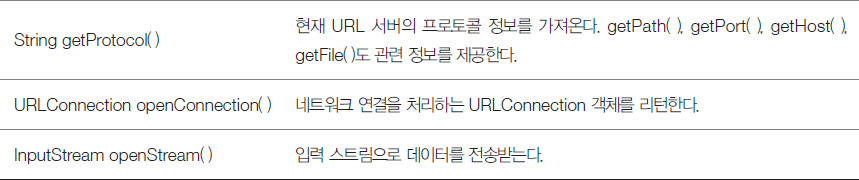 String getProtocol( ) 현재 URL 서버의 프로토콜 정보를 가져온다. getPath( ), getPort( ), getHost( ),
getFile( )도 관련 정보를 제공한다.
URLConnection openConnection( ) 네트워크 연결을 처리하는 URLConnection 객체를 리턴한다.
InputStream openStream( ) 입력 스트림으로 데이터를 전송받는다.